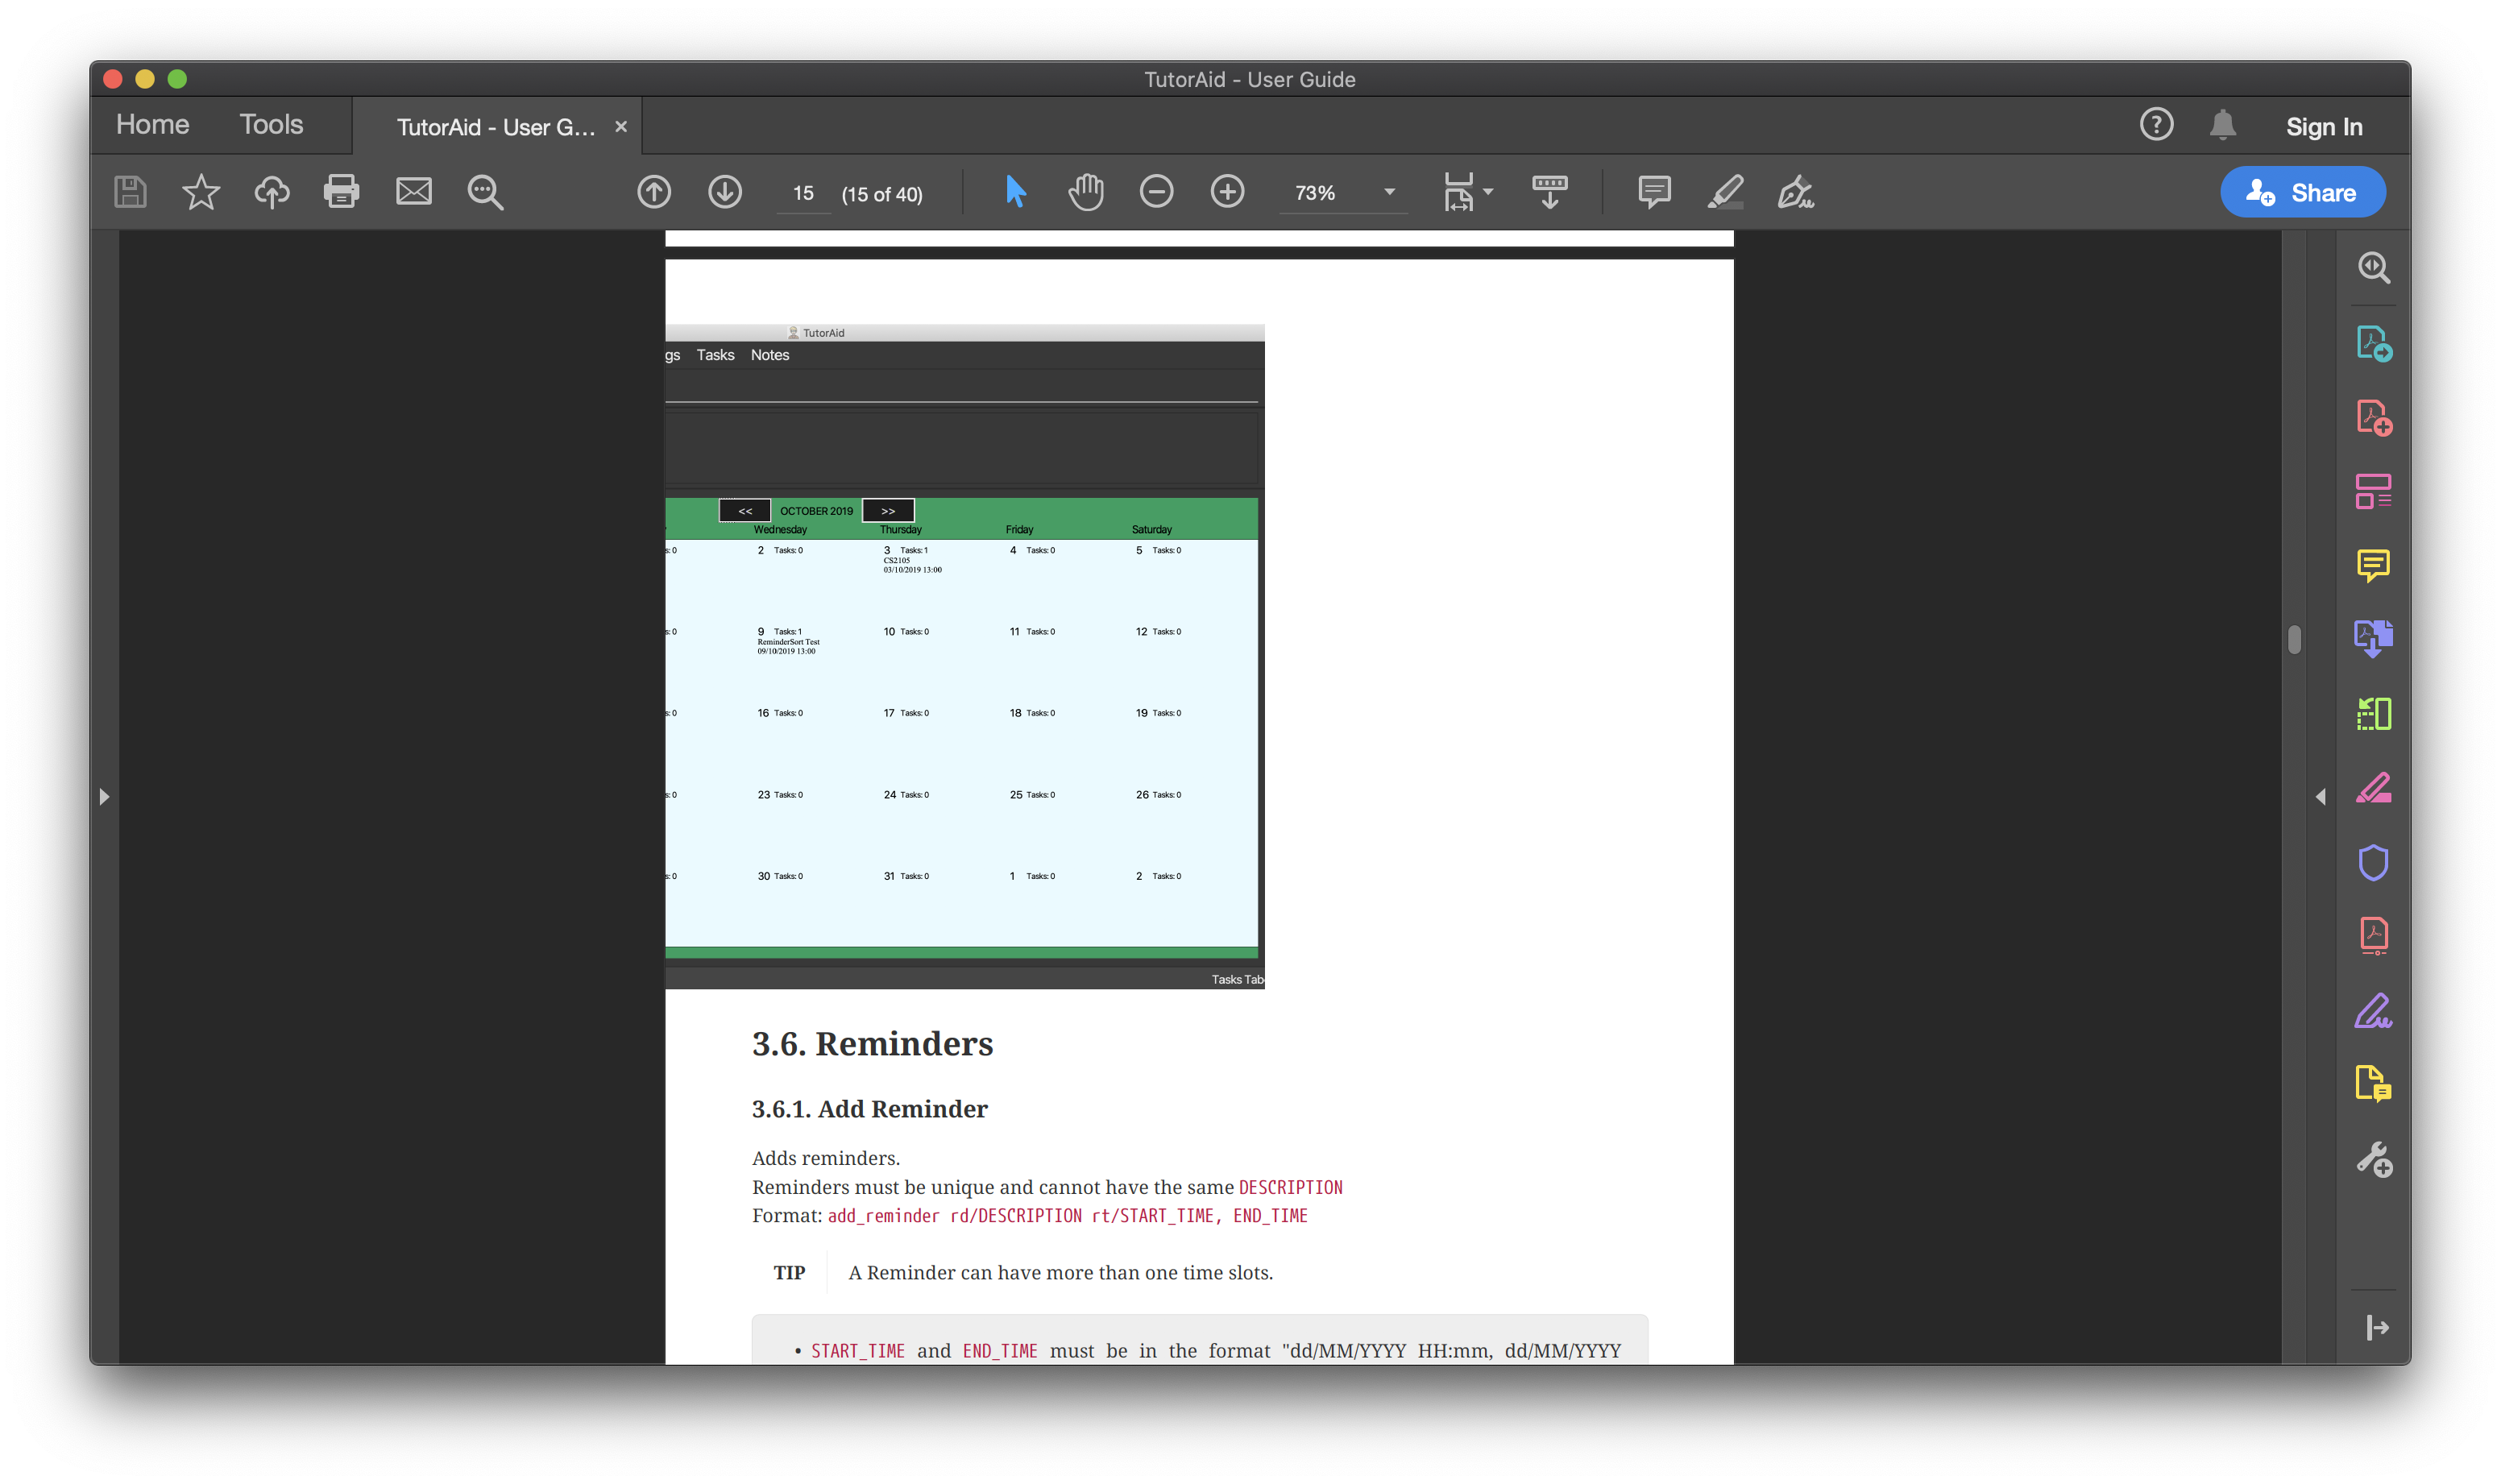 TutorAid - User Guide
Home Tools TutorAid - User G... × Sign In
15 (15 of 40) 73% Share
TutorAid
gs Tasks Notes
<< OCTOBER 2019 >>
Wednesday Thursday Friday Saturday
s: 0 2 Tasks: 0 3 Tasks: 1 4 Tasks: 0 5 Tasks: 0
CS2105
03/10/2019 13:00
s: 0 9 Tasks: 1 10 Tasks: 0 11 Tasks: 0 12 Tasks: 0
ReminderSort Test
09/10/2019 13:00
s: 0 16 Tasks: 0 17 Tasks: 0 18 Tasks: 0 19 Tasks: 0
s: 0 23 Tasks: 0 24 Tasks: 0 25 Tasks: 0 26 Tasks: 0
s: 0 30 Tasks: 0 31 Tasks: 0 1 Tasks: 0 2 Tasks: 0
Tasks Tab
3.6. Reminders
3.6.1. Add Reminder
Adds reminders.
Reminders must be unique and cannot have the same DESCRIPTION
Format: add_reminder rd/DESCRIPTION rt/START_TIME, END_TIME
TIP A Reminder can have more than one time slots.
• START_TIME and END_TIME must be in the format "dd/MM/YYYY HH:mm, dd/MM/YYYY